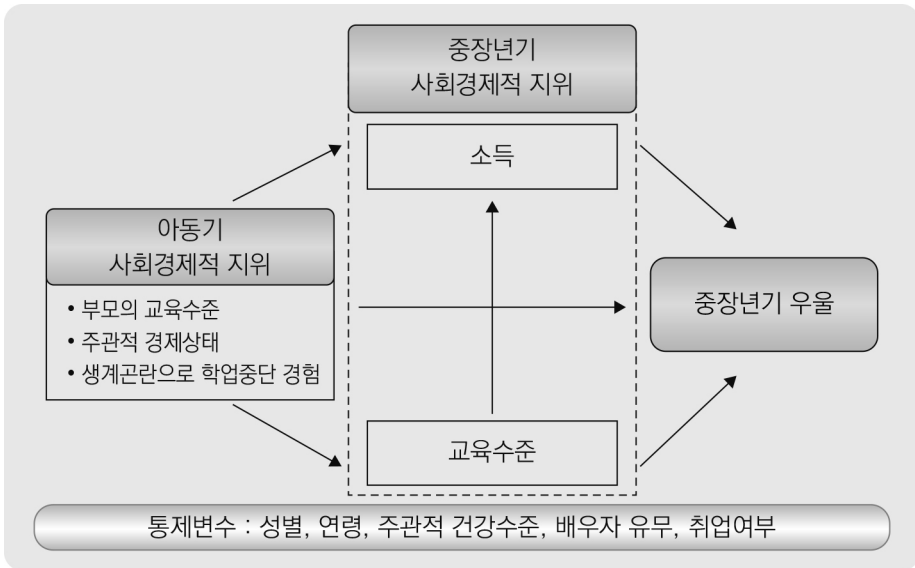 중장년기
사회경제적 지위
소득
아동기
사회경제적 지위
• 부모의 교육수준
• 주관적 경제상태
• 생계곤란으로 학업중단 경험
중장년기 우울
교육수준
통제변수 : 성별, 연령, 주관적 건강수준, 배우자 유무, 취업여부